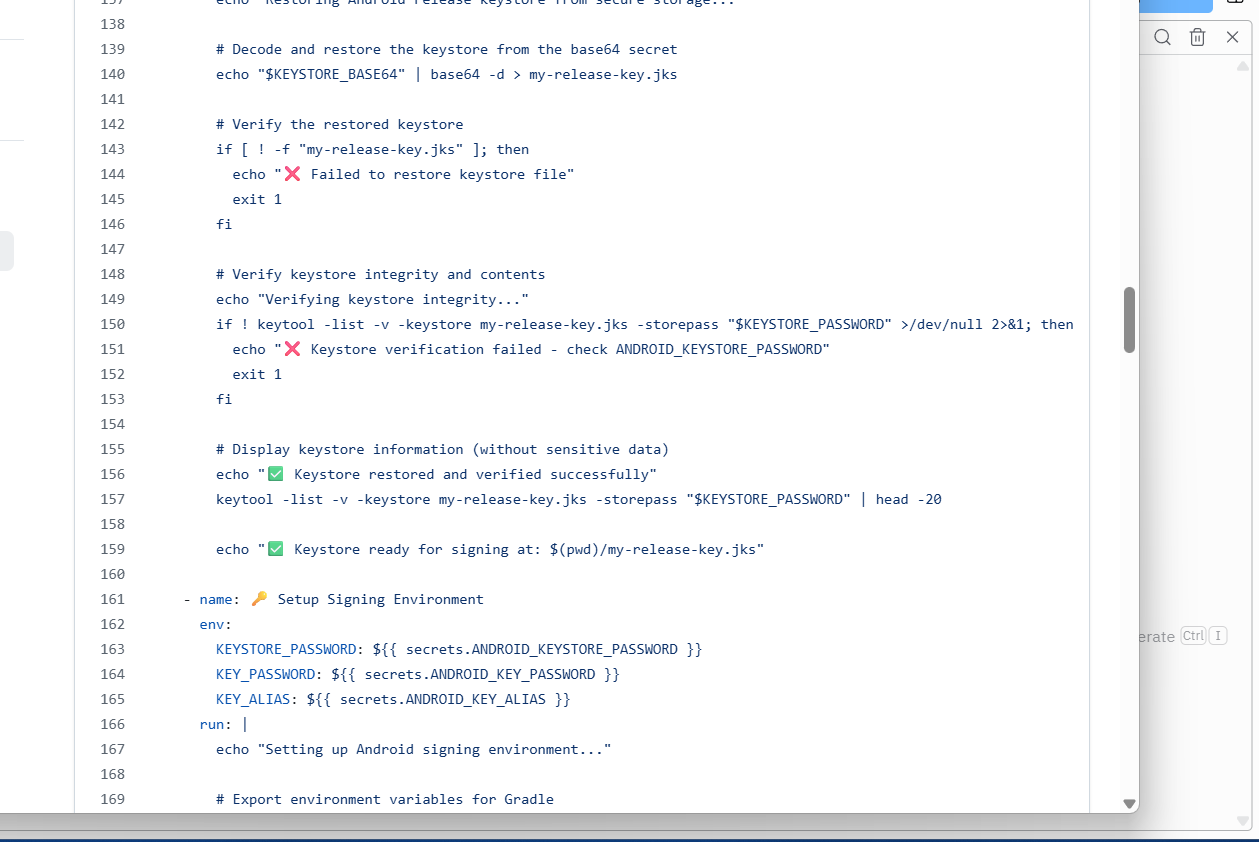 137 echo "Restoring Android release keystore from secure storage..."
138
139 # Decode and restore the keystore from the base64 secret
140 echo "$KEYSTORE_BASE64" | base64 -d > my-release-key.jks
141
142 # Verify the restored keystore
143 if [ ! -f "my-release-key.jks" ]; then
144 echo "❌ Failed to restore keystore file"
145 exit 1
146 fi
147
148 # Verify keystore integrity and contents
149 echo "Verifying keystore integrity..."
150 if ! keytool -list -v -keystore my-release-key.jks -storepass "$KEYSTORE_PASSWORD" >/dev/null 2>&1; then
151 echo "❌ Keystore verification failed - check ANDROID_KEYSTORE_PASSWORD"
152 exit 1
153 fi
154
155 # Display keystore information (without sensitive data)
156 echo "✅ Keystore restored and verified successfully"
157 keytool -list -v -keystore my-release-key.jks -storepass "$KEYSTORE_PASSWORD" | head -20
158
159 echo "✅ Keystore ready for signing at: $(pwd)/my-release-key.jks"
160
161 - name: 🔑 Setup Signing Environment
162 env:
163 KEYSTORE_PASSWORD: ${{ secrets.ANDROID_KEYSTORE_PASSWORD }}
164 KEY_PASSWORD: ${{ secrets.ANDROID_KEY_PASSWORD }}
165 KEY_ALIAS: ${{ secrets.ANDROID_KEY_ALIAS }}
166 run: |
167 echo "Setting up Android signing environment..."
168
169 # Export environment variables for Gradle
erate Ctrl I